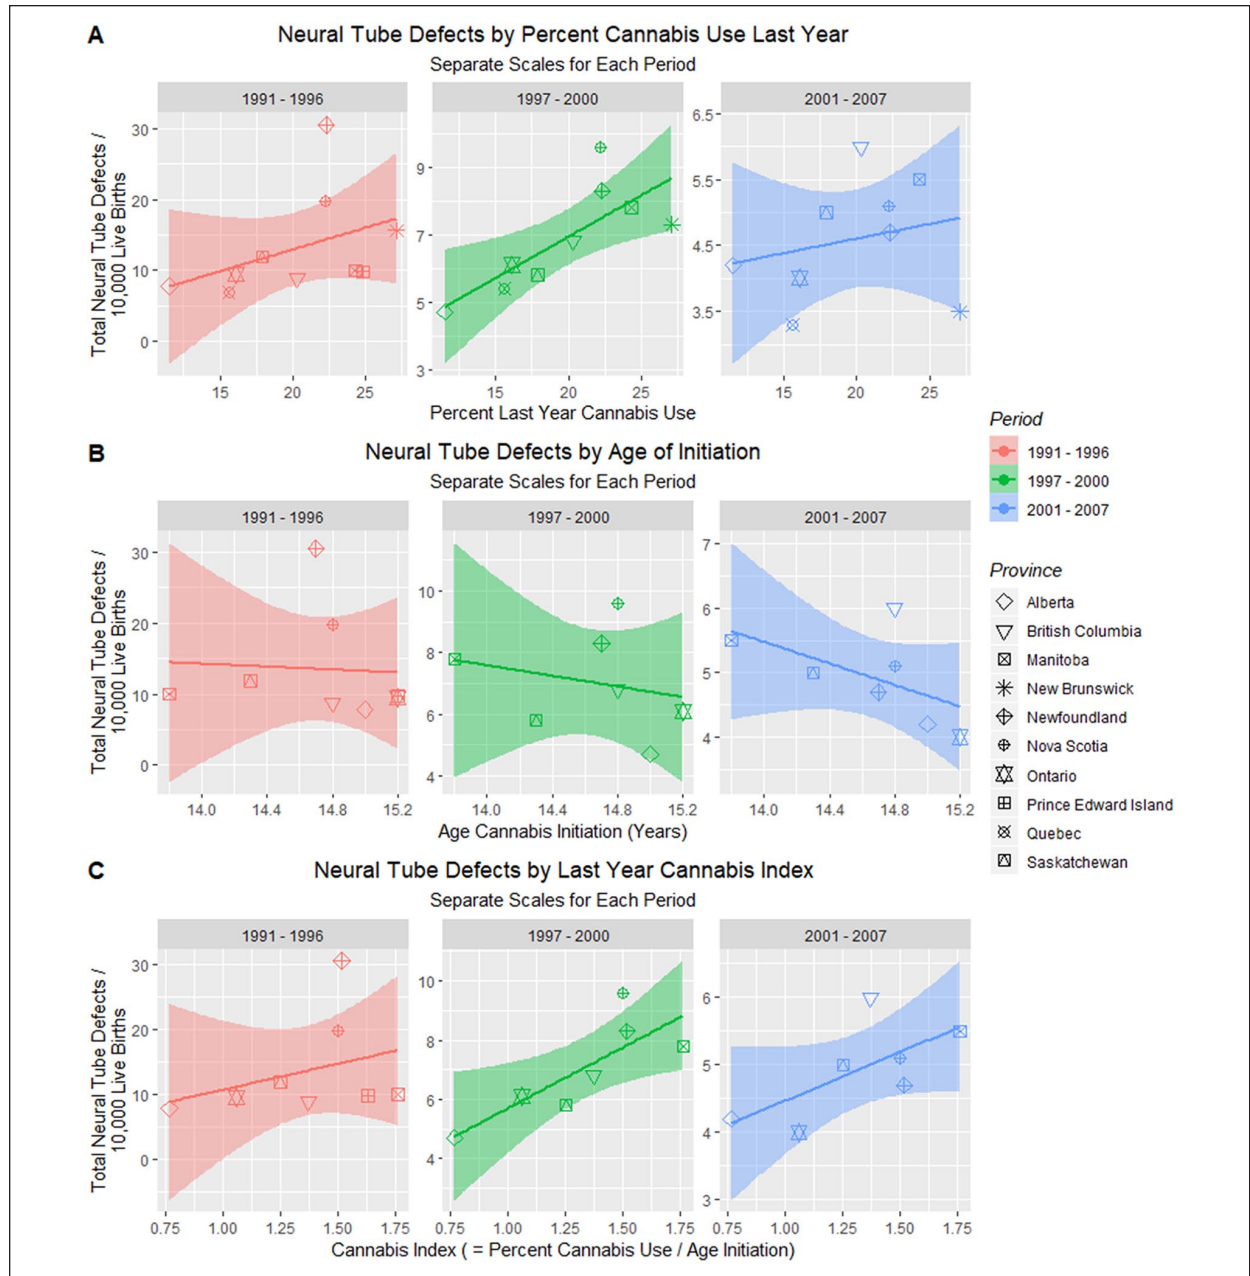 A
Neural Tube Defects by Percent Cannabis Use Last Year
Separate Scales for Each Period
1991 - 1996
1997 - 2000
2001 - 2007
Total Neural Tube Defects /
10,000 Live Births
30
20
10
0
9
7
5
3
6.5
5.5
4.5
3.5
15 20 25
15 20 25
15 20 25
Percent Last Year Cannabis Use
B
Neural Tube Defects by Age of Initiation
Separate Scales for Each Period
1991 - 1996
1997 - 2000
2001 - 2007
Total Neural Tube Defects /
10,000 Live Births
30
20
10
0
10
8
6
4
7
6
5
4
14.0 14.4 14.8 15.2
14.0 14.4 14.8 15.2
14.0 14.4 14.8 15.2
Age Cannabis Initiation (Years)
C
Neural Tube Defects by Last Year Cannabis Index
Separate Scales for Each Period
1991 - 1996
1997 - 2000
2001 - 2007
Total Neural Tube Defects /
10,000 Live Births
30
20
10
0
10
8
6
4
6
5
4
3
0.75 1.00 1.25 1.50 1.75
0.75 1.00 1.25 1.50 1.75
0.75 1.00 1.25 1.50 1.75
Cannabis Index ( = Percent Cannabis Use / Age Initiation)
Period
1991 - 1996
1997 - 2000
2001 - 2007
Province
Alberta
British Columbia
Manitoba
New Brunswick
Newfoundland
Nova Scotia
Ontario
Prince Edward Island
Quebec
Saskatchewan